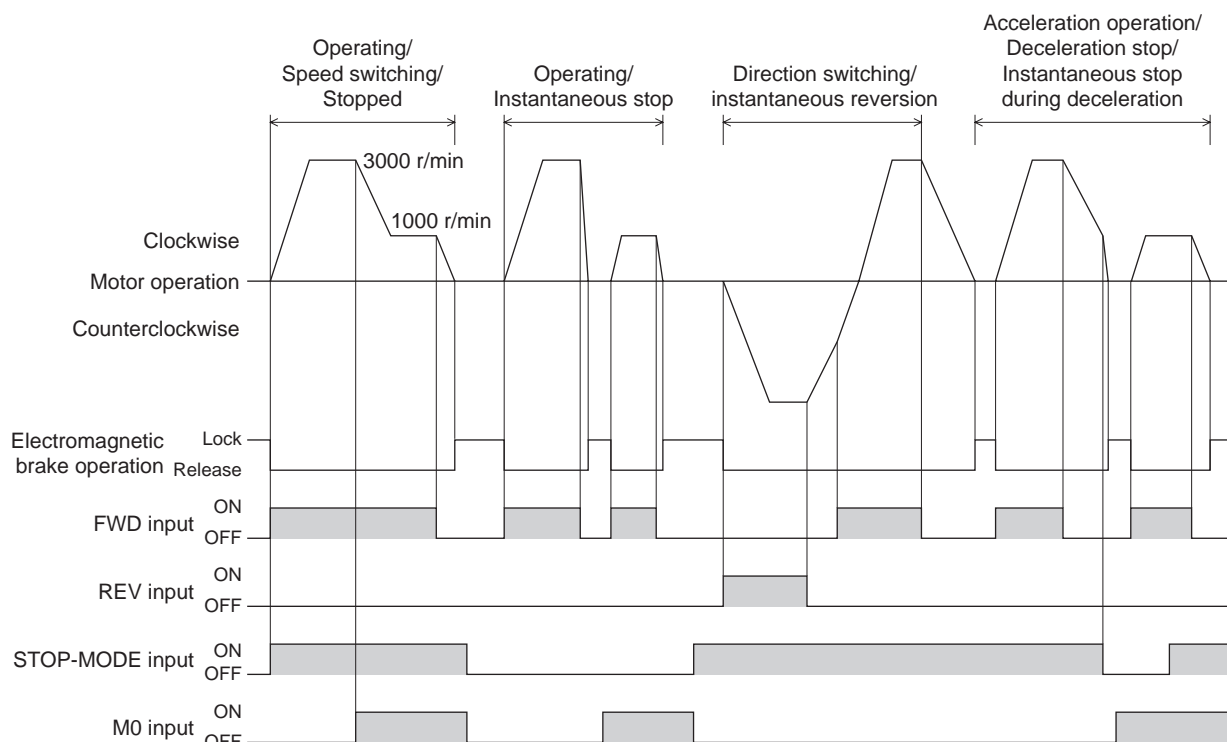 Operating/
Speed switching/
Stopped
Operating/
Instantaneous stop
Direction switching/
instantaneous reversion
Acceleration operation/
Deceleration stop/
Instantaneous stop
during deceleration
3000 r/min
1000 r/min
Clockwise
Motor operation
Counterclockwise
Electromagnetic
brake operation
Lock
Release
FWD input
ON
OFF
REV input
ON
OFF
STOP-MODE input
ON
OFF
M0 input
ON
OFF